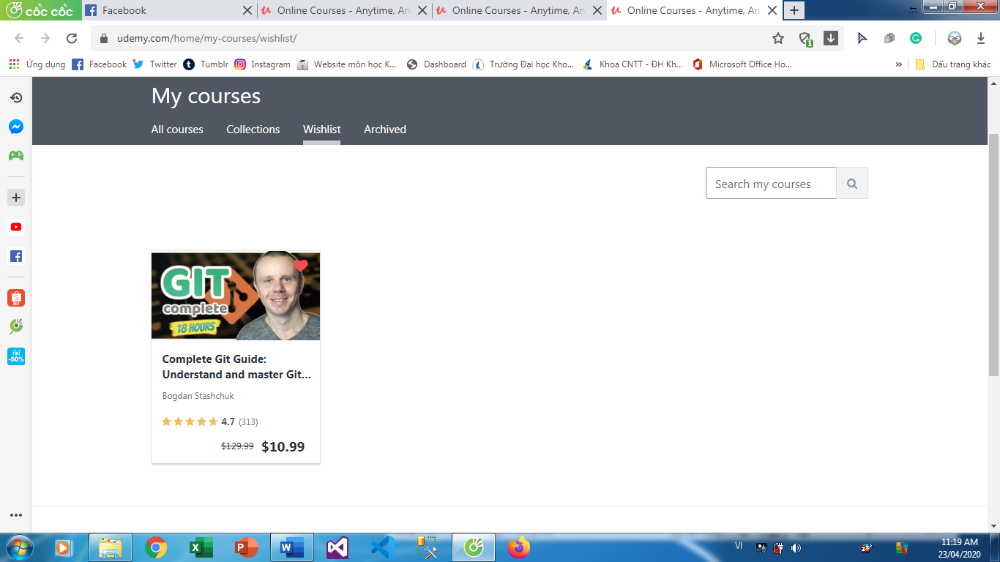 cốc cốc
Facebook
Online Courses - Anytime, An
Online Courses - Anytime, An
Online Courses - Anytime, An
udemy.com/home/my-courses/wishlist/
1
Ứng dụng
Facebook
Twitter
Tumblr
Instagram
Website môn học K...
Dashboard
Trường Đại học Kho...
Khoa CNTT - ĐH Kh...
Microsoft Office Ho...
»
Dấu trang khác
My courses
All courses
Collections
Wishlist
Archived
Search my courses
GIT
complete
18 HOURS
Complete Git Guide:
Understand and master Git...
Bogdan Stashchuk
4.7 (313)
$129.99 $10.99
TIKI
-50%
VI
11:19 AM
23/04/2020